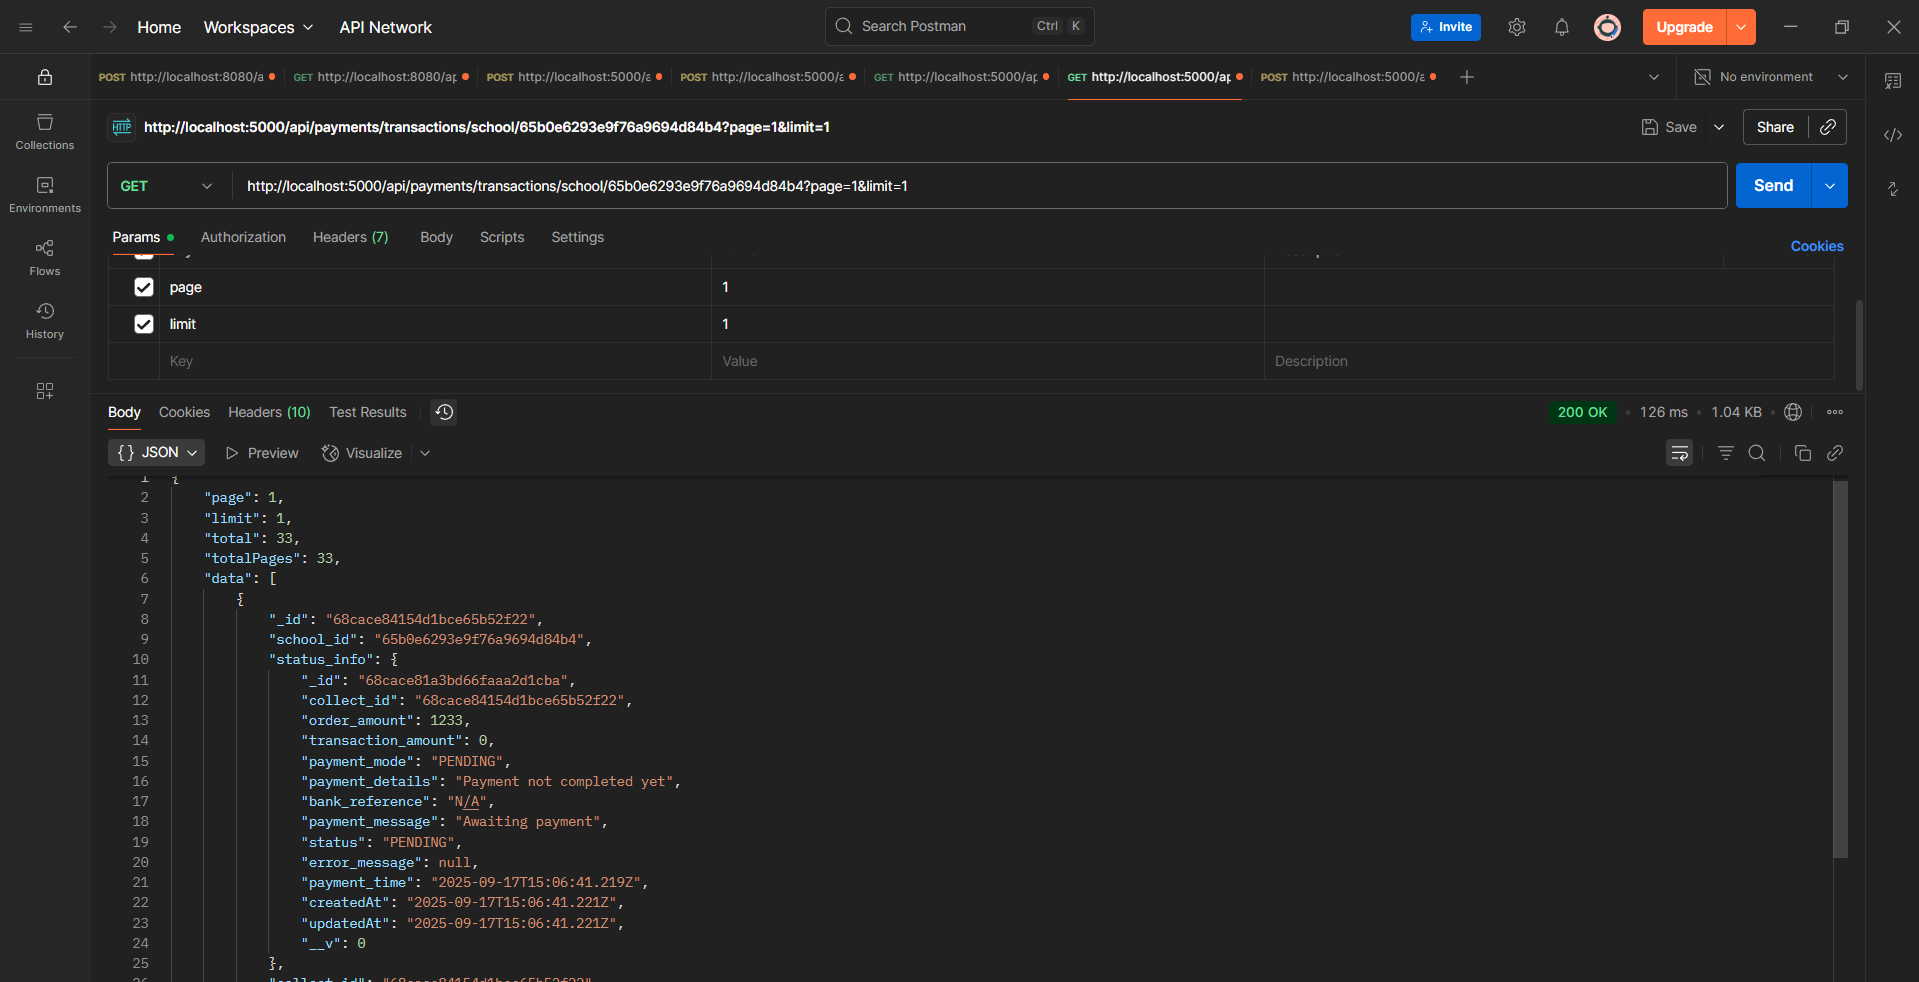 Home Workspaces API Network Search Postman Ctrl K Invite Upgrade
POST http://localhost:8080/a GET http://localhost:8080/ap POST http://localhost:5000/a POST http://localhost:5000/a GET http://localhost:5000/ap GET http://localhost:5000/ap POST http://localhost:5000/a No environment
HTTP http://localhost:5000/api/payments/transactions/school/65b0e6293e9f76a9694d84b4?page=1&limit=1 Save Share
Collections
Environments
Flows
History
GET http://localhost:5000/api/payments/transactions/school/65b0e6293e9f76a9694d84b4?page=1&limit=1 Send
Params Authorization Headers (7) Body Scripts Settings Cookies
page 1
limit 1
Key Value Description
Body Cookies Headers (10) Test Results 200 OK 126 ms 1.04 KB
{} JSON Preview Visualize
1 {
2 "page": 1,
3 "limit": 1,
4 "total": 33,
5 "totalPages": 33,
6 "data": [
7 {
8 "_id": "68cace84154d1bce65b52f22",
9 "school_id": "65b0e6293e9f76a9694d84b4",
10 "status_info": {
11 "_id": "68cace81a3bd66faaa2d1cba",
12 "collect_id": "68cace84154d1bce65b52f22",
13 "order_amount": 1233,
14 "transaction_amount": 0,
15 "payment_mode": "PENDING",
16 "payment_details": "Payment not completed yet",
17 "bank_reference": "N/A",
18 "payment_message": "Awaiting payment",
19 "status": "PENDING",
20 "error_message": null,
21 "payment_time": "2025-09-17T15:06:41.219Z",
22 "createdAt": "2025-09-17T15:06:41.221Z",
23 "updatedAt": "2025-09-17T15:06:41.221Z",
24 "__v": 0
25 },
26 "collect_id": "68cace84154d1bce65b52f22"